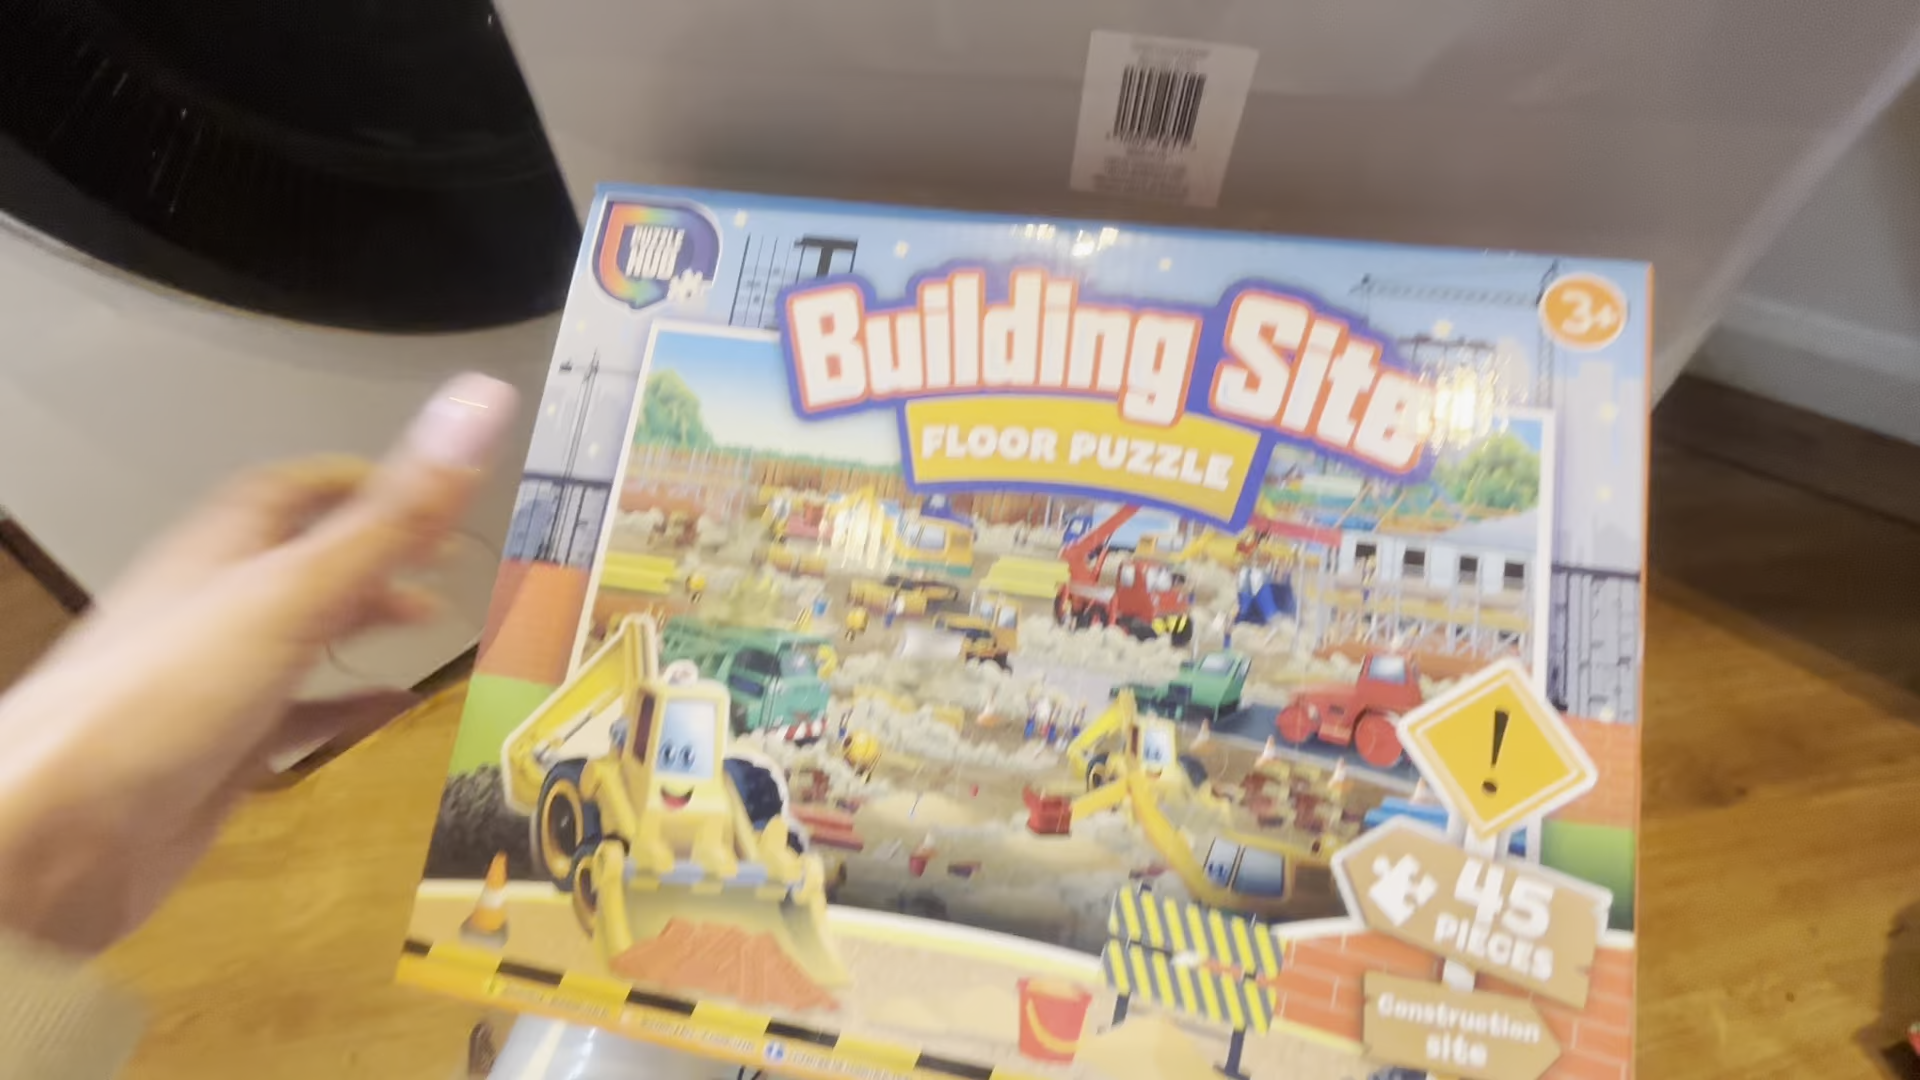 PUZZLE
HUB
Building Site
3+
FLOOR PUZZLE
!
45
PIECES
Construction
site